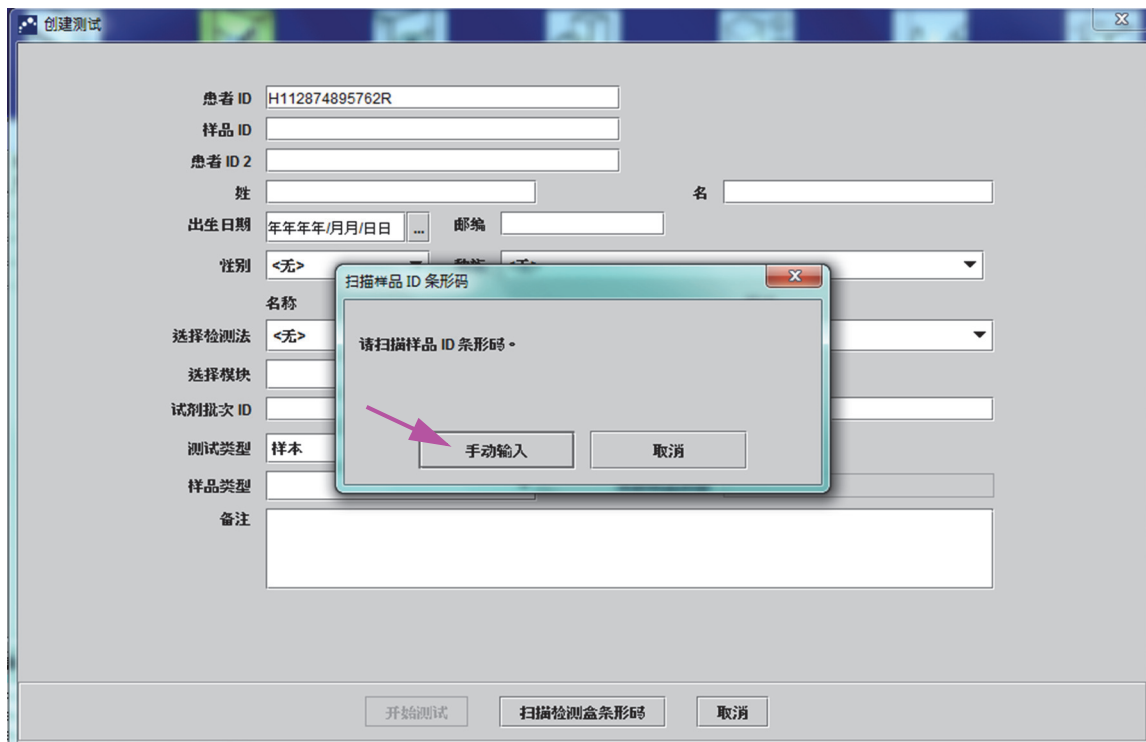 创建测试
患者 ID H112874895762R
样品 ID
患者 ID 2
姓 名
出生日期 年年年年/月月/日日 ... 邮编
性别 <无>
扫描样品 ID 条形码
名称
选择检测法 <无>
请扫描样品 ID 条形码。
选择模块
试剂批次 ID
测试类型 样本
手动输入 取消
样品类型
备注
开始测试 扫描检测盒条形码 取消